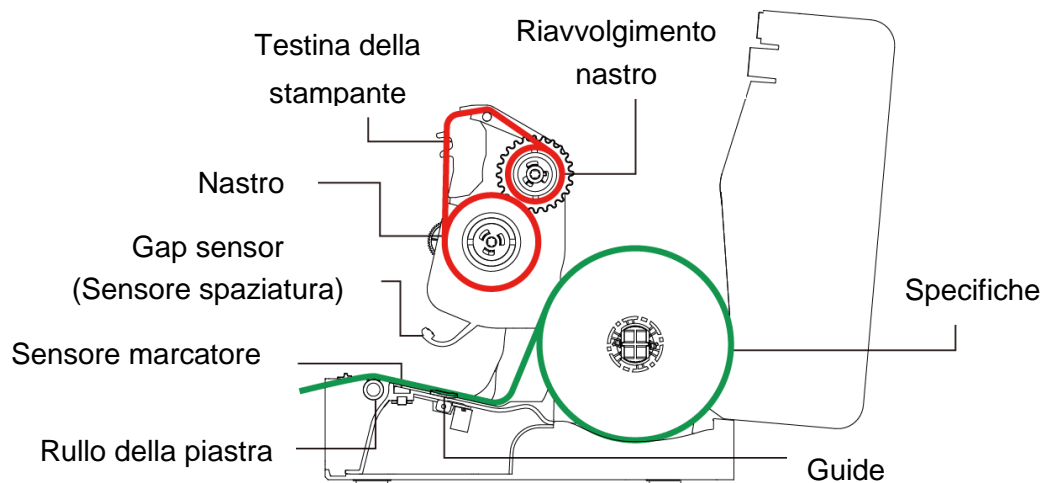 Testina della
stampante
Riavvolgimento
nastro
Nastro
Gap sensor
(Sensore spaziatura)
Specifiche
Sensore marcatore
Rullo della piastra
Guide